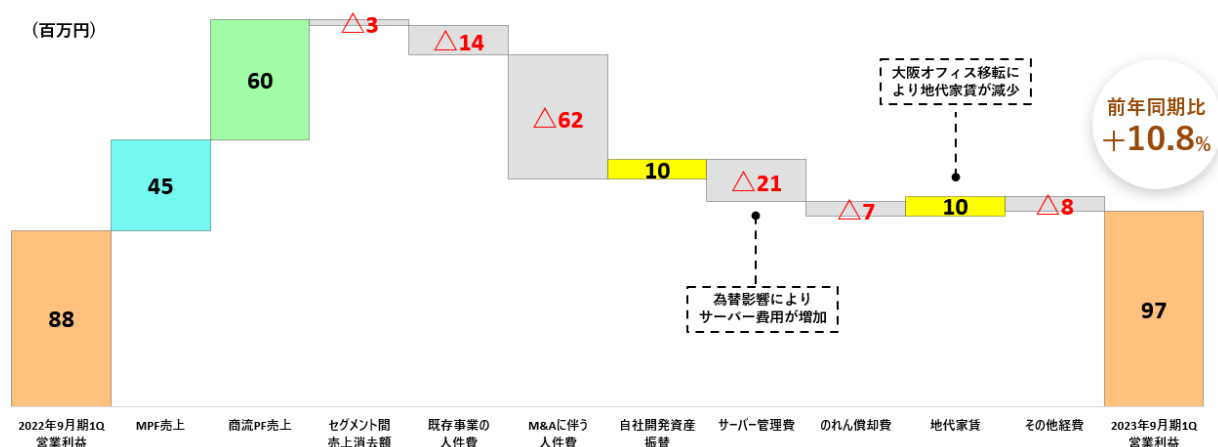 (百万円)
60
△3
△14
大阪オフィス移転に
より地代家賃が減少
前年同期比
+10.8%
△62
45
10
△21
△7
10
△8
為替影響により
サーバー費用が増加
88
97
2022年9月期1Q
営業利益
MPF売上
商流PF売上
セグメント間
売上消去額
既存事業の
人件費
M&Aに伴う
人件費
自社開発資産
振替
サーバー管理費
のれん償却費
地代家賃
その他経費
2023年9月期1Q
営業利益